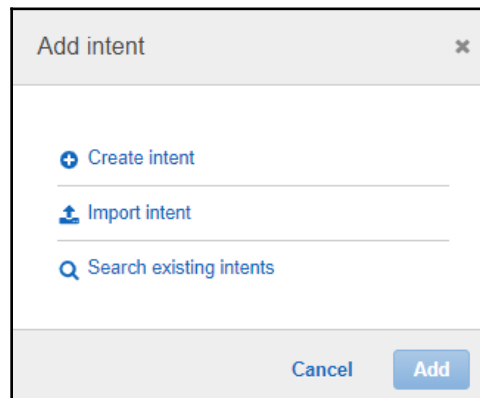 Add intent
Create intent
Import intent
Search existing intents
Cancel Add